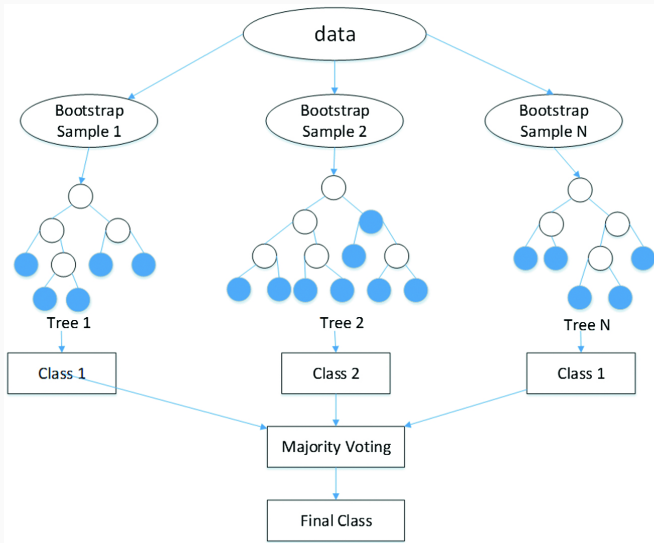 data
Bootstrap
Sample 1
Bootstrap
Sample 2
Bootstrap
Sample N
Tree 1
Tree 2
Tree N
Class 1
Class 2
Class 1
Majority Voting
Final Class